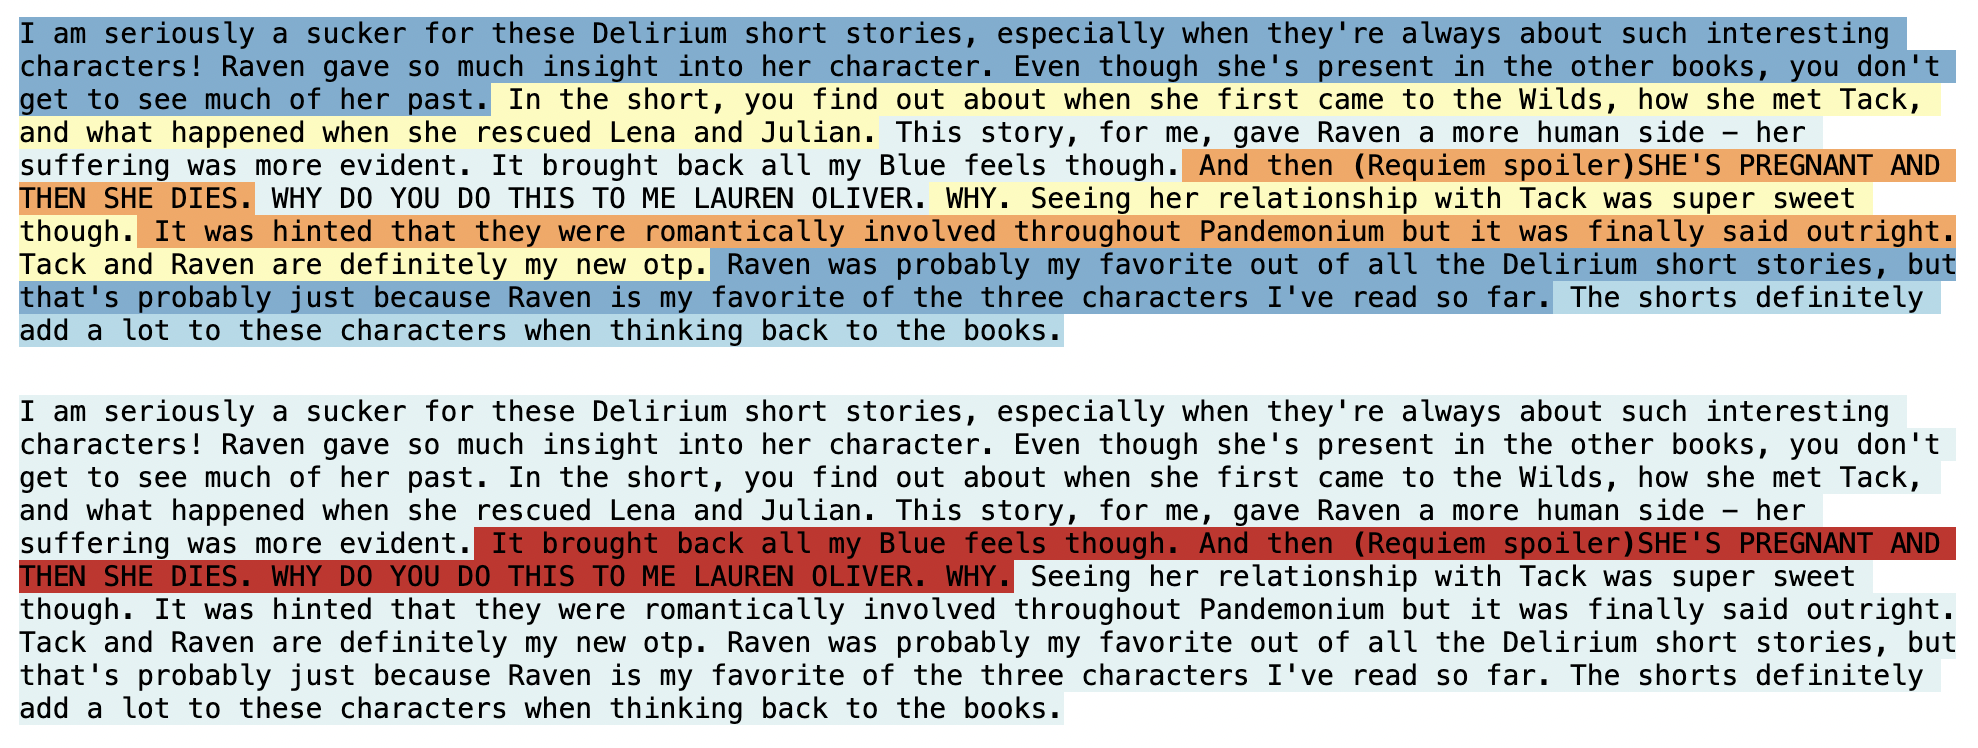 I am seriously a sucker for these Delirium short stories, especially when they're always about such interesting
characters! Raven gave so much insight into her character. Even though she's present in the other books, you don't
get to see much of her past. In the short, you find out about when she first came to the Wilds, how she met Tack,
and what happened when she rescued Lena and Julian. This story, for me, gave Raven a more human side – her
suffering was more evident. It brought back all my Blue feels though. And then (Requiem spoiler)SHE'S PREGNANT AND
THEN SHE DIES. WHY DO YOU DO THIS TO ME LAUREN OLIVER. WHY. Seeing her relationship with Tack was super sweet
though. It was hinted that they were romantically involved throughout Pandemonium but it was finally said outright.
Tack and Raven are definitely my new otp. Raven was probably my favorite out of all the Delirium short stories, but
that's probably just because Raven is my favorite of the three characters I've read so far. The shorts definitely
add a lot to these characters when thinking back to the books.
I am seriously a sucker for these Delirium short stories, especially when they're always about such interesting
characters! Raven gave so much insight into her character. Even though she's present in the other books, you don't
get to see much of her past. In the short, you find out about when she first came to the Wilds, how she met Tack,
and what happened when she rescued Lena and Julian. This story, for me, gave Raven a more human side – her
suffering was more evident. It brought back all my Blue feels though. And then (Requiem spoiler)SHE'S PREGNANT AND
THEN SHE DIES. WHY DO YOU DO THIS TO ME LAUREN OLIVER. WHY. Seeing her relationship with Tack was super sweet
though. It was hinted that they were romantically involved throughout Pandemonium but it was finally said outright.
Tack and Raven are definitely my new otp. Raven was probably my favorite out of all the Delirium short stories, but
that's probably just because Raven is my favorite of the three characters I've read so far. The shorts definitely
add a lot to these characters when thinking back to the books.